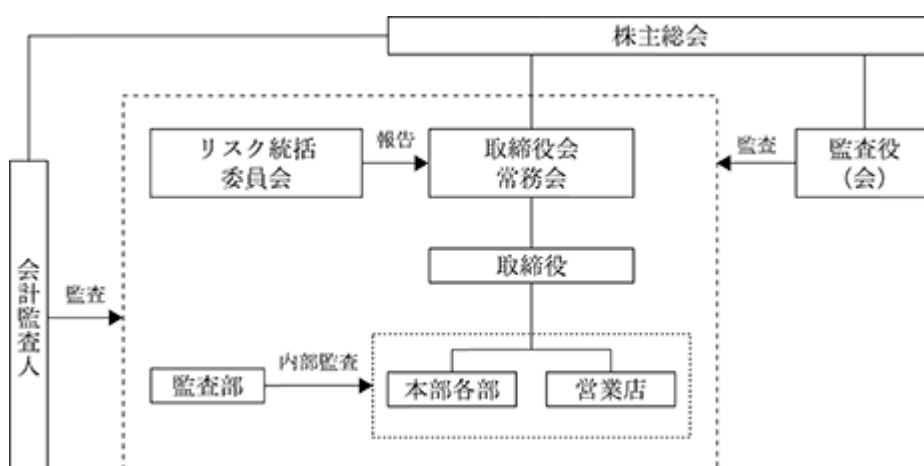 株主総会
リスク統括
委員会
報告
取締役会
常務会
監査
監査役
（会）
取締役
会計監査人
監査
監査部
内部監査
本部各部
営業店